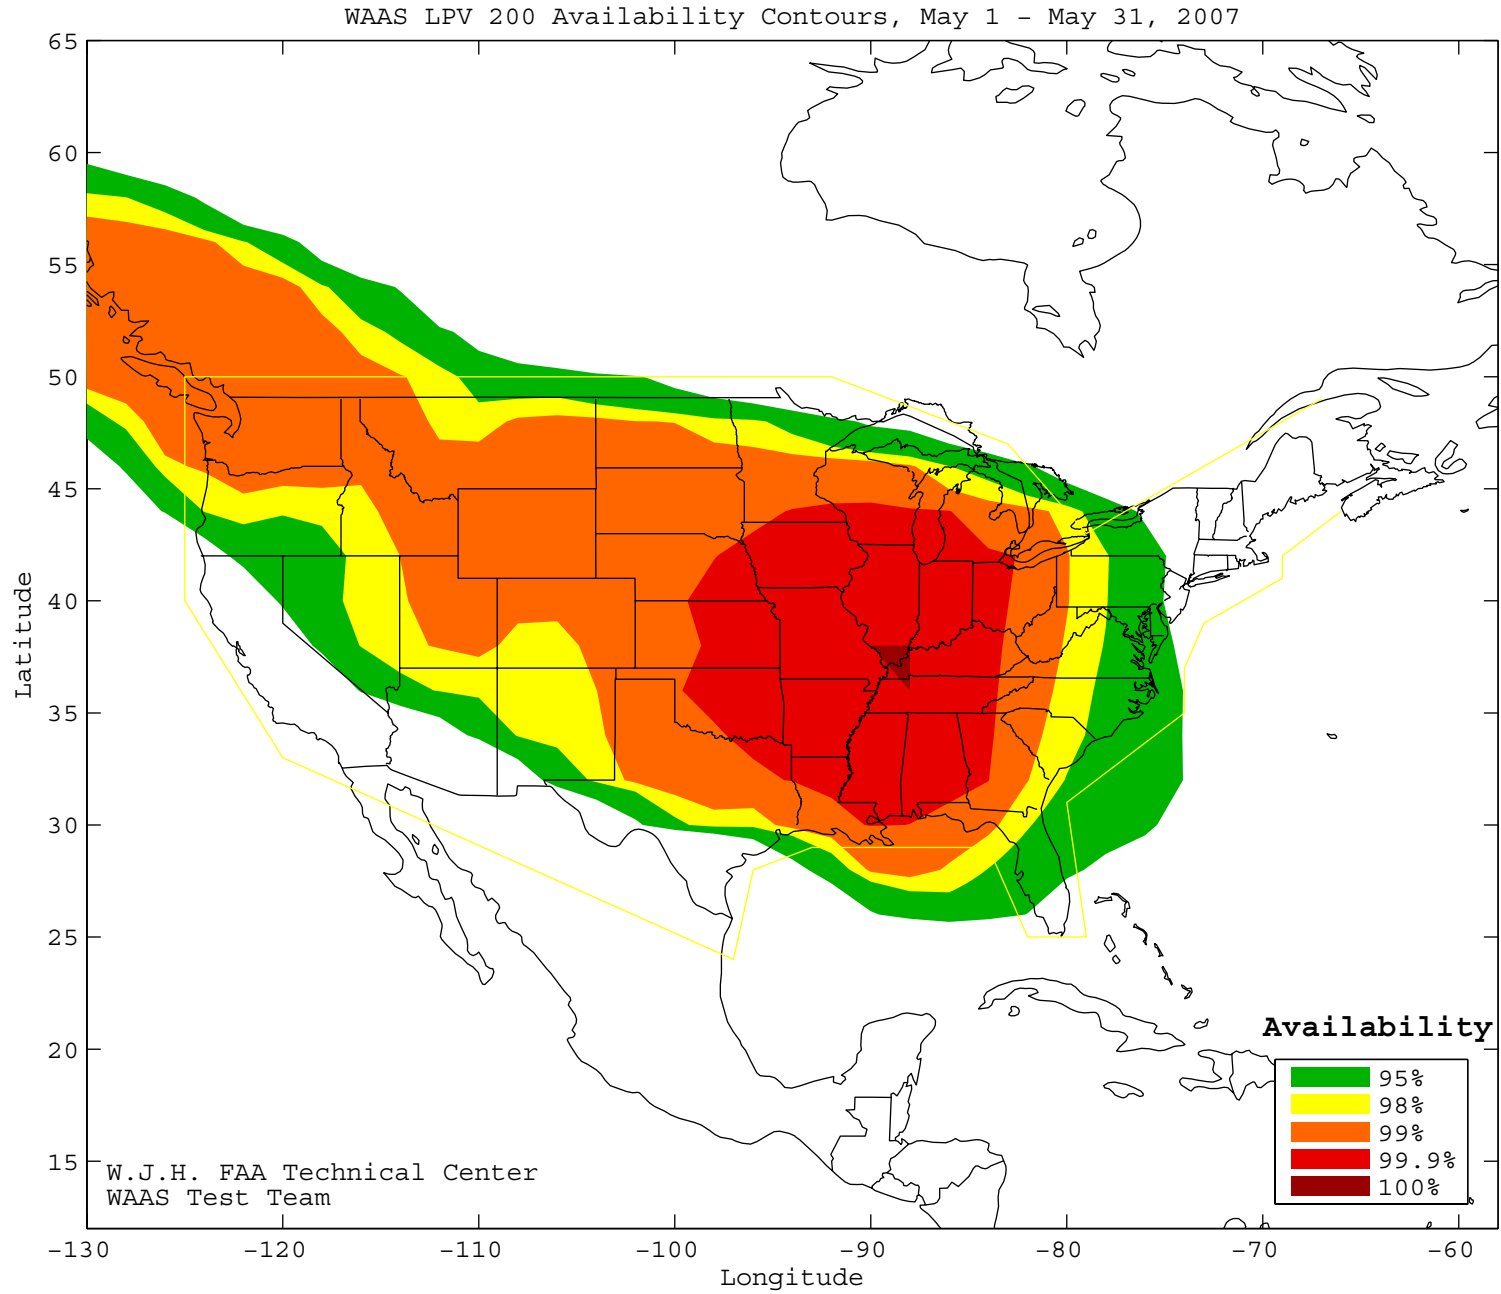 WAAS LPV 200 Availability Contours, May 1 - May 31, 2007
65
60
55
50
45
40
35
30
25
20
15
Latitude
Availability
95%
98%
99%
99.9%
100%
W.J.H. FAA Technical Center
WAAS Test Team
-130 -120 -110 -100 -90 -80 -70 -60
Longitude